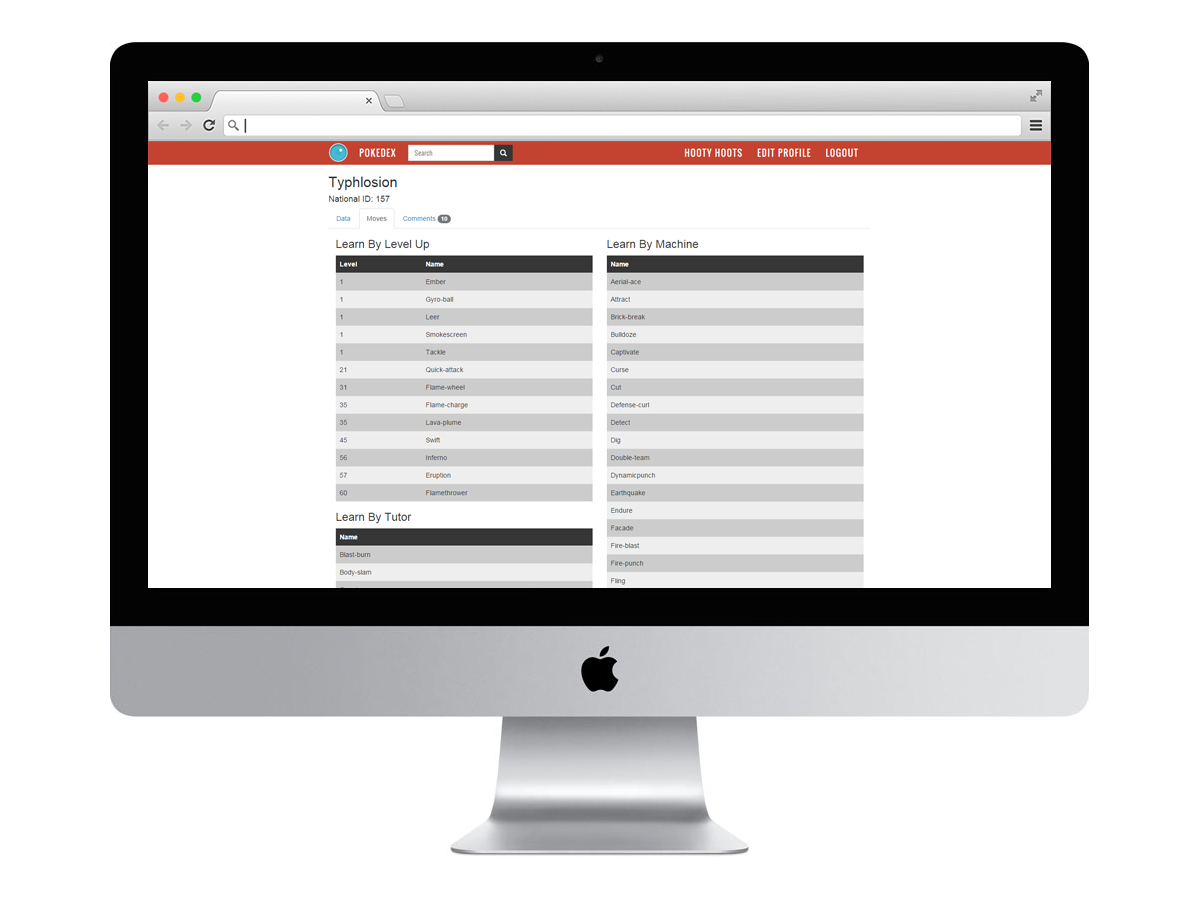 POKEDEX Search HOOTY HOOTS EDIT PROFILE LOGOUT
Typhlosion
National ID: 157
Data Moves Comments 10
Learn By Level Up
Level Name
1 Ember
1 Gyro-ball
1 Leer
1 Smokescreen
1 Tackle
21 Quick-attack
31 Flame-wheel
35 Flame-charge
35 Lava-plume
45 Swift
56 Inferno
57 Eruption
60 Flamethrower
Learn By Tutor
Name
Blast-burn
Body-slam
Learn By Machine
Name
Aerial-ace
Attract
Brick-break
Bulldoze
Captivate
Curse
Cut
Defense-curl
Detect
Dig
Double-team
Dynamicpunch
Earthquake
Endure
Facade
Fire-blast
Fire-punch
Fling